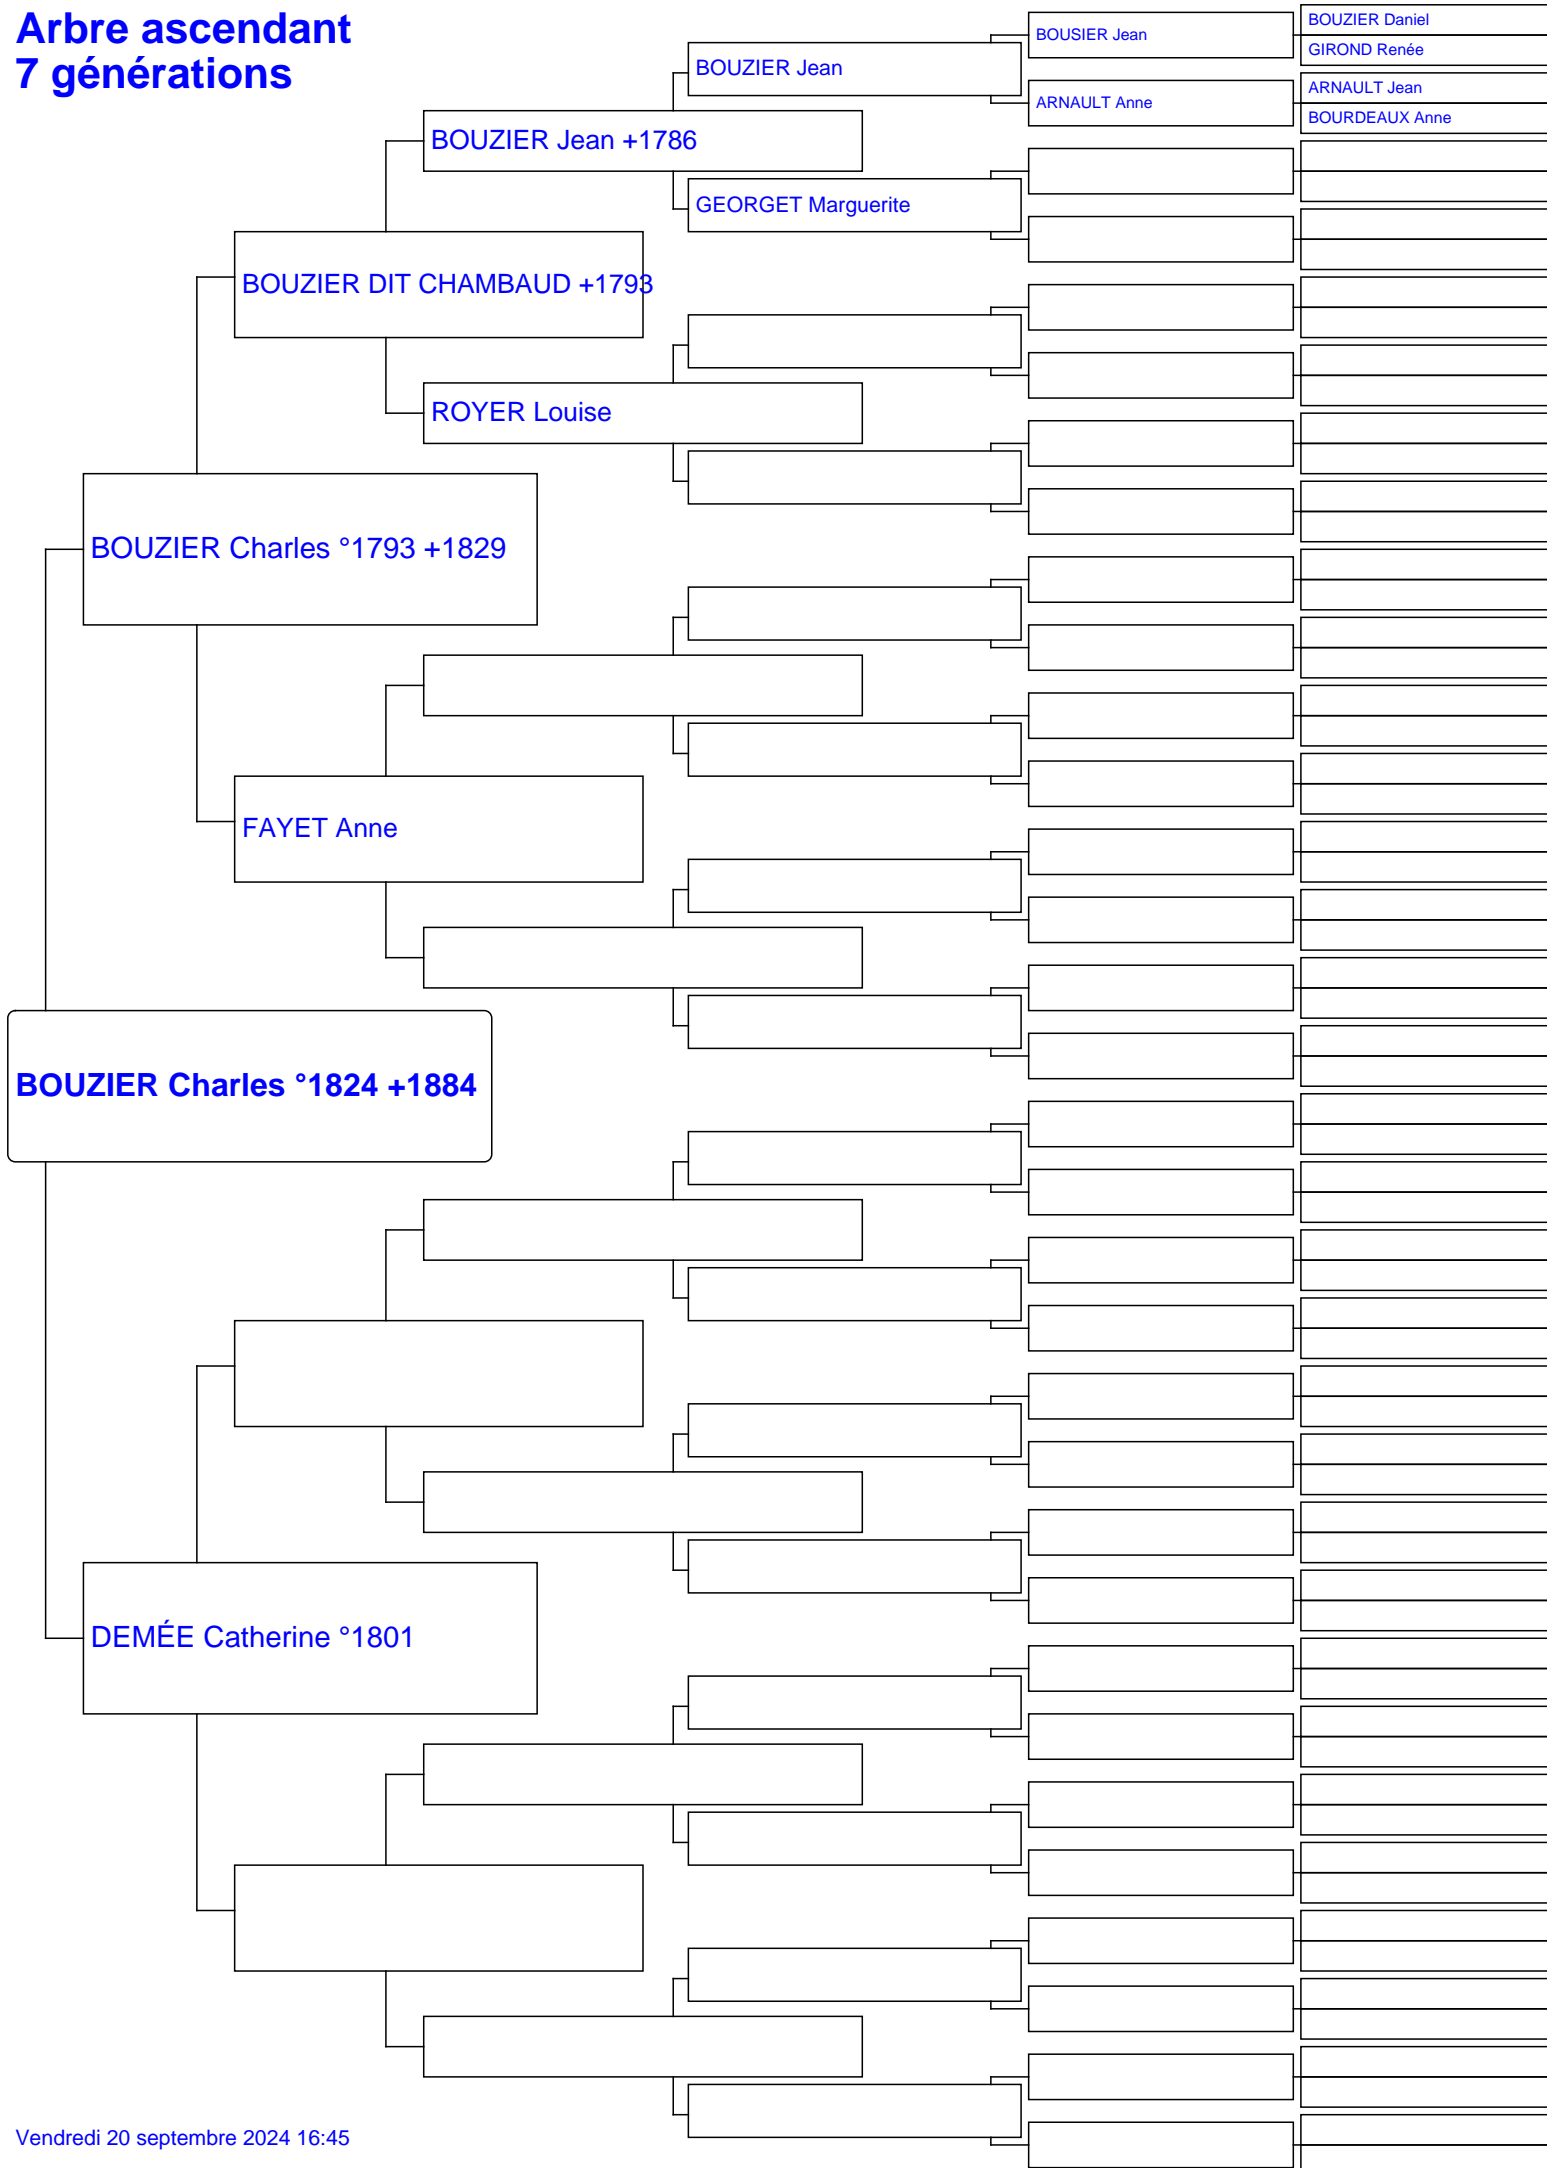 Arbre ascendant
7 générations
BOUZIER Daniel
BOUSIER Jean
GIROND Renée
BOUZIER Jean
ARNAULT Jean
ARNAULT Anne
BOURDEAUX Anne
BOUZIER Jean +1786
GEORGET Marguerite
BOUZIER DIT CHAMBAUD +1793
ROYER Louise
BOUZIER Charles °1793 +1829
FAYET Anne
BOUZIER Charles °1824 +1884
DEMÉE Catherine °1801
Vendredi 20 septembre 2024 16:45